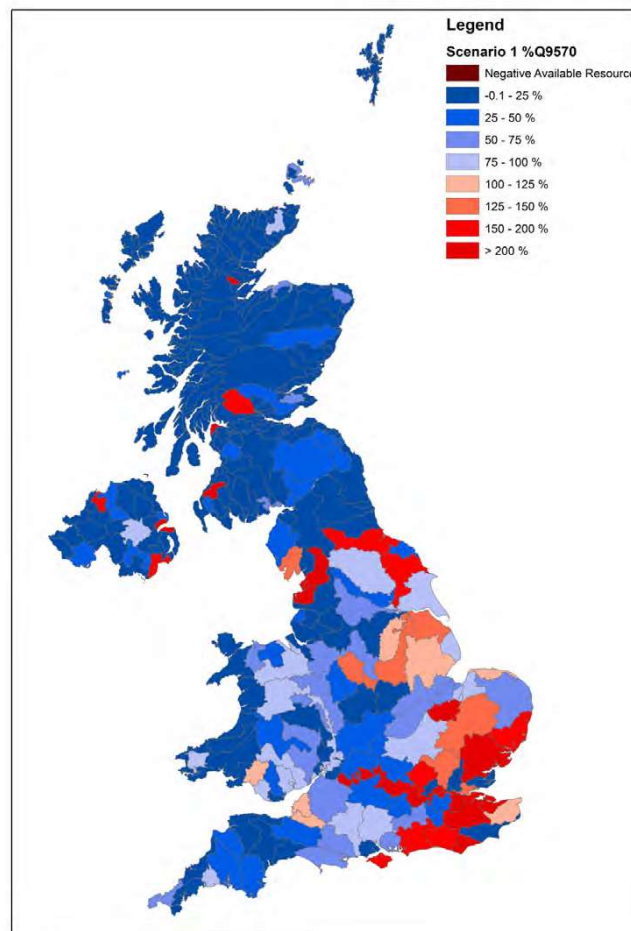 Legend
Scenario 1 %Q9570
Negative Available Resource
-0.1 - 25 %
25 - 50 %
50 - 75 %
75 - 100 %
100 - 125 %
125 - 150 %
150 - 200 %
> 200 %